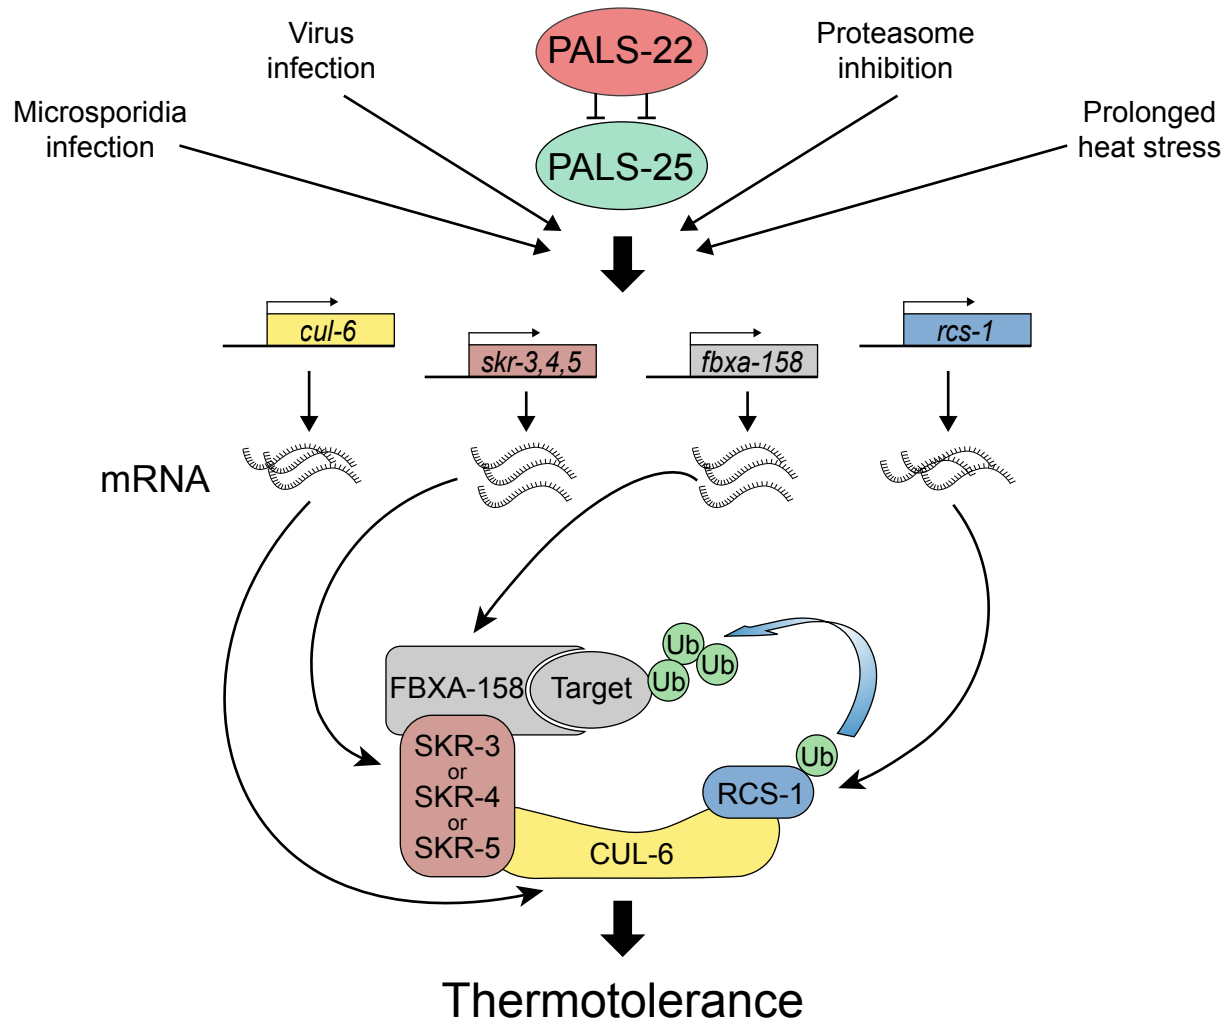 Virus
infection
PALS-22
Proteasome
inhibition
Microsporidia
infection
Prolonged
heat stress
PALS-25
cul-6
skr-3,4,5
fbxa-158
rcs-1
mRNA
FBXA-158
Target
Ub
Ub
Ub
SKR-3
or
SKR-4
or
SKR-5
Ub
RCS-1
CUL-6
Thermotolerance